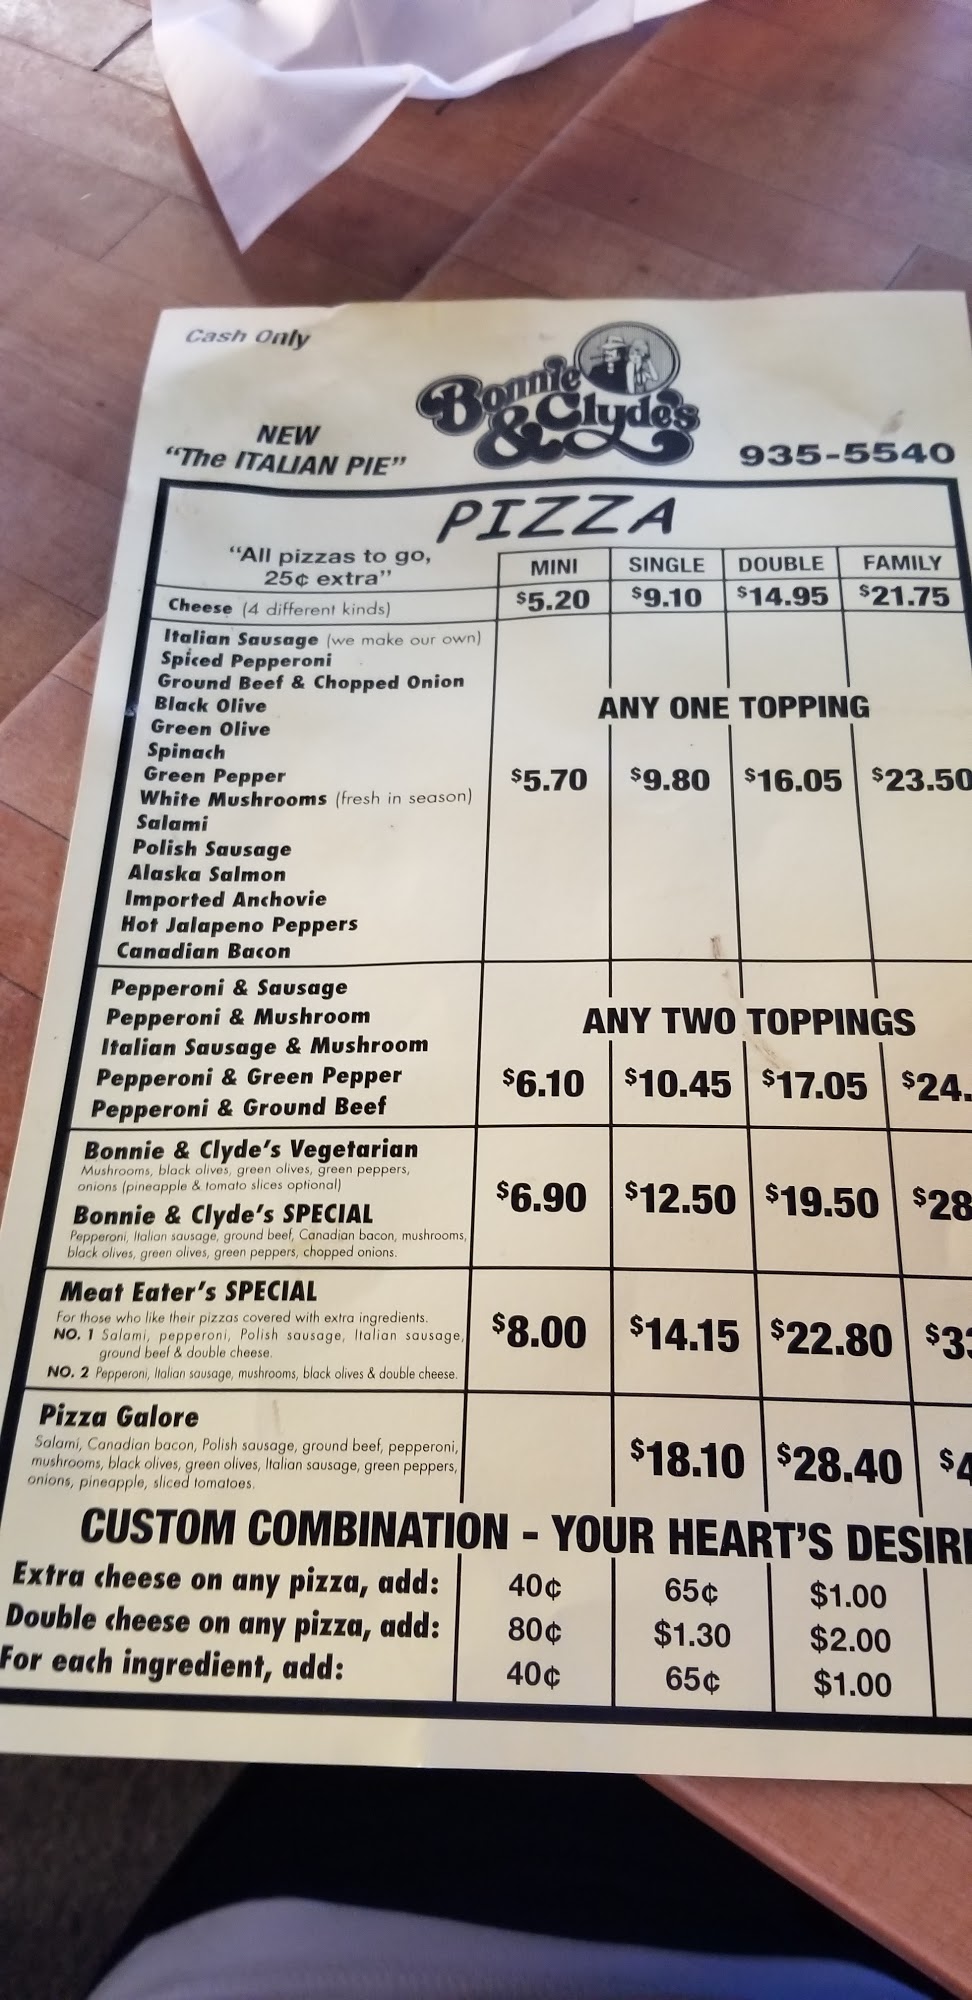 Cash Only
Bonnie & Clyde's
NEW
"The ITALIAN PIE"
935-5540
PIZZA
"All pizzas to go,
25¢ extra"
MINI SINGLE DOUBLE FAMILY
Cheese (4 different kinds) $5.20 $9.10 $14.95 $21.75
Italian Sausage (we make our own)
Spiced Pepperoni
Ground Beef & Chopped Onion
Black Olive
ANY ONE TOPPING
Green Olive
Spinach
Green Pepper
$5.70 $9.80 $16.05 $23.50
White Mushrooms (fresh in season)
Salami
Polish Sausage
Alaska Salmon
Imported Anchovie
Hot Jalapeno Peppers
Canadian Bacon
Pepperoni & Sausage
Pepperoni & Mushroom
ANY TWO TOPPINGS
Italian Sausage & Mushroom
Pepperoni & Green Pepper
$6.10 $10.45 $17.05 $24.
Pepperoni & Ground Beef
Bonnie & Clyde's Vegetarian
Mushrooms, black olives, green olives, green peppers,
onions (pineapple & tomato slices optional)
$6.90 $12.50 $19.50 $28
Bonnie & Clyde's SPECIAL
Pepperoni, Italian sausage, ground beef, Canadian bacon, mushrooms,
black olives, green olives, green peppers, chopped onions.
Meat Eater's SPECIAL
For those who like their pizzas covered with extra ingredients.
NO. 1 Salami, pepperoni, Polish sausage, Italian sausage,
ground beef & double cheese.
$8.00 $14.15 $22.80 $3
NO. 2 Pepperoni, Italian sausage, mushrooms, black olives & double cheese.
Pizza Galore
Salami, Canadian bacon, Polish sausage, ground beef, pepperoni,
mushrooms, black olives, green olives, Italian sausage, green peppers,
onions, pineapple, sliced tomatoes.
$18.10 $28.40 $4
CUSTOM COMBINATION - YOUR HEART'S DESIRE
Extra cheese on any pizza, add: 40¢ 65¢ $1.00
Double cheese on any pizza, add: 80¢ $1.30 $2.00
For each ingredient, add: 40¢ 65¢ $1.00